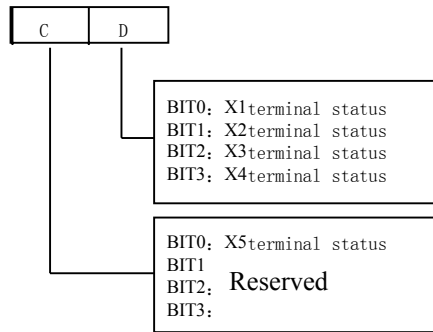 C D
BIT0：X1terminal status
BIT1：X2terminal status
BIT2：X3terminal status
BIT3：X4terminal status
BIT0：X5terminal status
BIT1
BIT2： Reserved
BIT3：